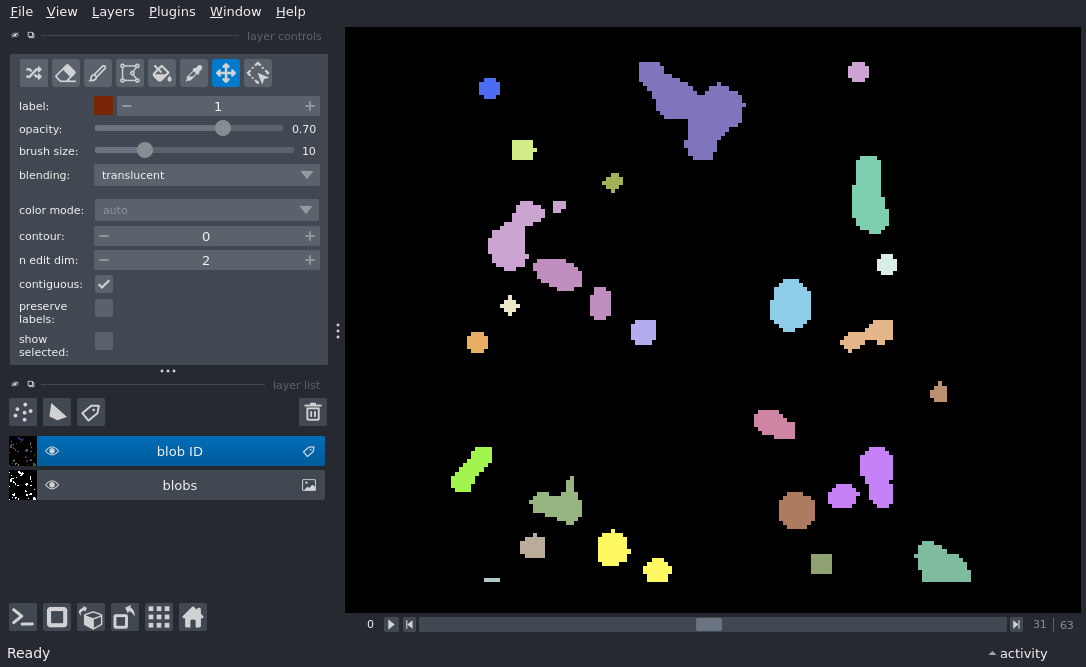 File View Layers Plugins Window Help
layer controls
label: 1
opacity: 0.70
brush size: 10
blending: translucent
color mode: auto
contour: 0
n edit dim: 2
contiguous:
preserve
labels:
show
selected:
layer list
blob ID
blobs
0 31 | 63
Ready activity